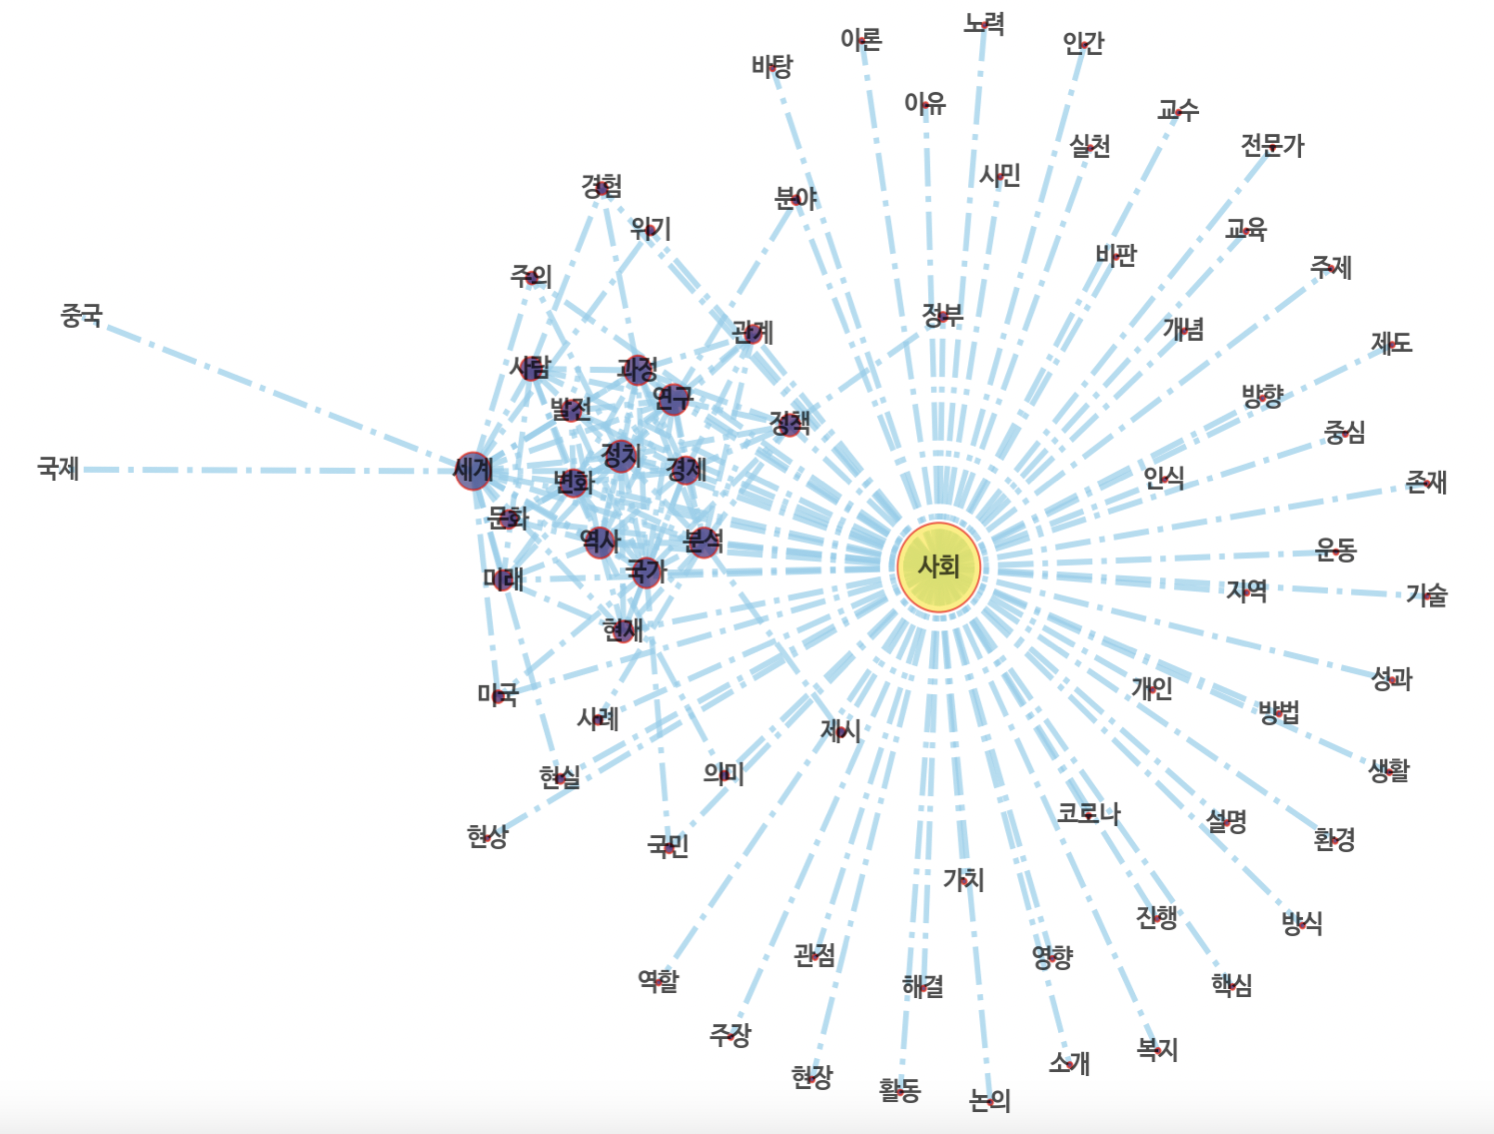 노력
이론
인간
바탕
이유
교수
실천
전문가
시민
경험
분야
위기
교육
비판
주제
주의
중국
정부
개념
관계
제도
사람
과정
발전
연구
방향
정책
중심
정치
세계
국제
경제
변화
인식
존재
문화
역사
분석
운동
사회
국가
미래
지역
기술
현재
성과
개인
미국
방법
사례
제시
의미
현실
생활
코로나
설명
현상
환경
국민
가치
진행
방식
관점
영향
역할
해결
핵심
주장
복지
소개
현장
활동
논의